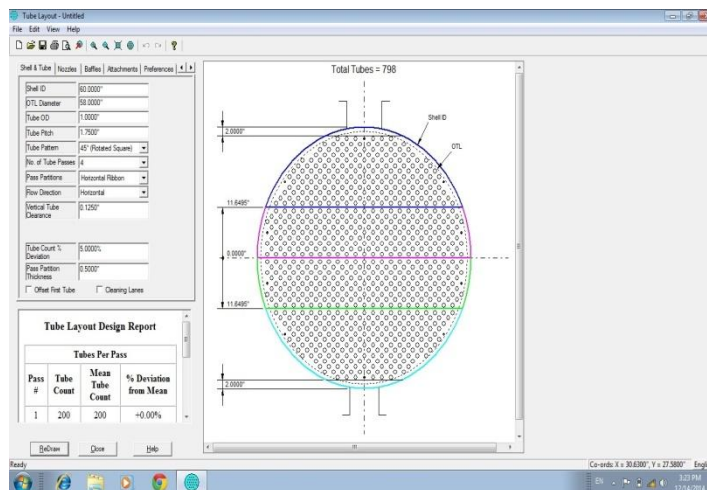 Tube Layout - Untitled
File Edit View Help
Shell & Tube Nozzles Baffles Attachments Preferences
Shell ID 60.0000"
OTL Diameter 58.0000"
Tube OD 1.0000"
Tube Pitch 1.7500"
Tube Pattern 45° (Rotated Square)
No. of Tube Passes 4
Pass Partitions Horizontal Ribbon
Flow Direction Horizontal
Vertical Tube Clearance 0.1250"
Tube Count % Deviation 5.0000%
Pass Partition Thickness 0.5000"
Offset First Tube Cleaning Lanes
Tube Layout Design Report
Tubes Per Pass
Pass # Tube Count Mean Tube Count % Deviation from Mean
1 200 200 +0.00%
ReDraw Close Help
Total Tubes = 798
Shell ID
OTL
2.0000"
11.6495"
0.0000"
11.6495"
2.0000"
Ready
Co-ords: X = 30.6300", Y = 27.5800" Engli
EN 3:23 PM
12/14/2014